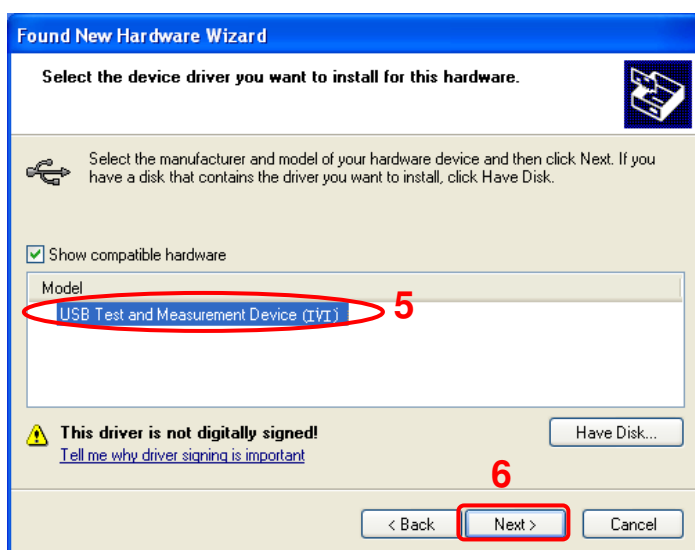 Found New Hardware Wizard
Select the device driver you want to install for this hardware.
Select the manufacturer and model of your hardware device and then click Next. If you
have a disk that contains the driver you want to install, click Have Disk.
Show compatible hardware
Model
USB Test and Measurement Device (IVI)
5
This driver is not digitally signed!
Have Disk...
Tell me why driver signing is important
6
< Back
Next >
Cancel